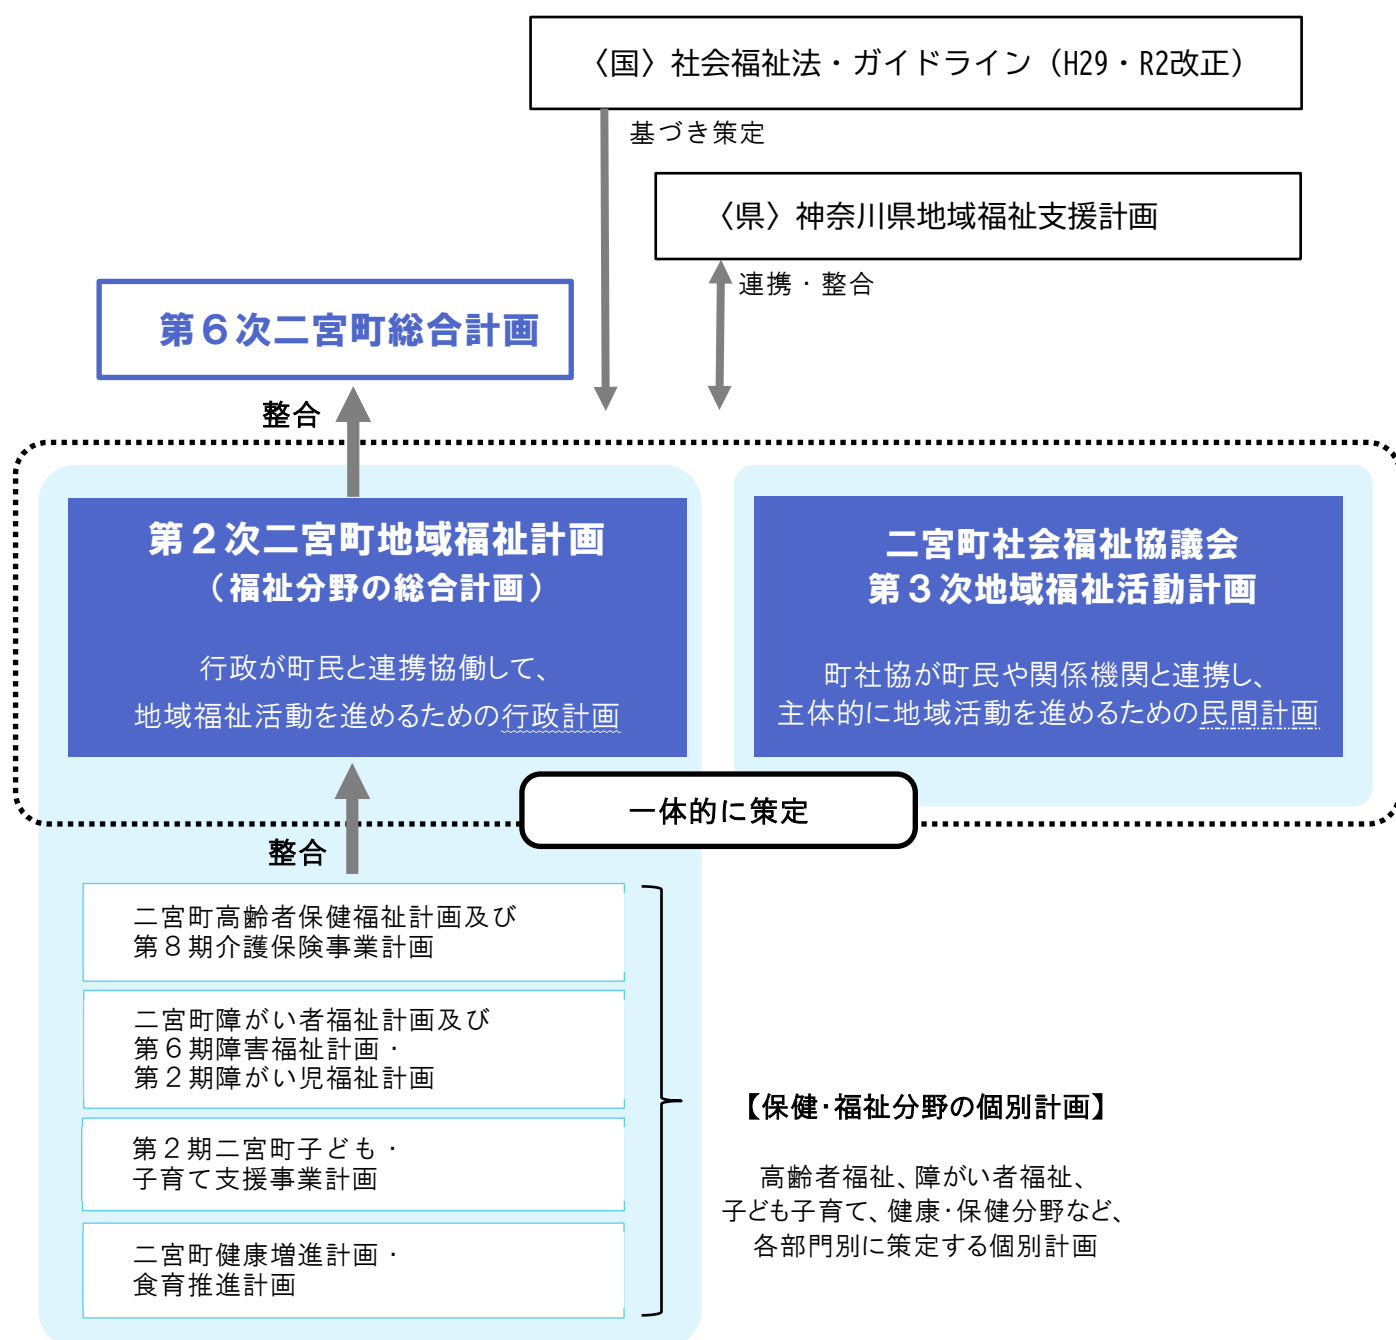 〈国〉社会福祉法・ガイドライン（H29・R2改正）
基づき策定
〈県〉神奈川県地域福祉支援計画
連携・整合
第６次二宮町総合計画
整合
第２次二宮町地域福祉計画
（福祉分野の総合計画）
行政が町民と連携協働して、
地域福祉活動を進めるための行政計画
二宮町社会福祉協議会
第３次地域福祉活動計画
町社協が町民や関係機関と連携し、
主体的に地域活動を進めるための民間計画
一体的に策定
整合
二宮町高齢者保健福祉計画及び
第８期介護保険事業計画
二宮町障がい者福祉計画及び
第６期障害福祉計画・
第２期障がい児福祉計画
第２期二宮町子ども・
子育て支援事業計画
二宮町健康増進計画・
食育推進計画
【保健・福祉分野の個別計画】
高齢者福祉、障がい者福祉、
子ども子育て、健康・保健分野など、
各部門別に策定する個別計画